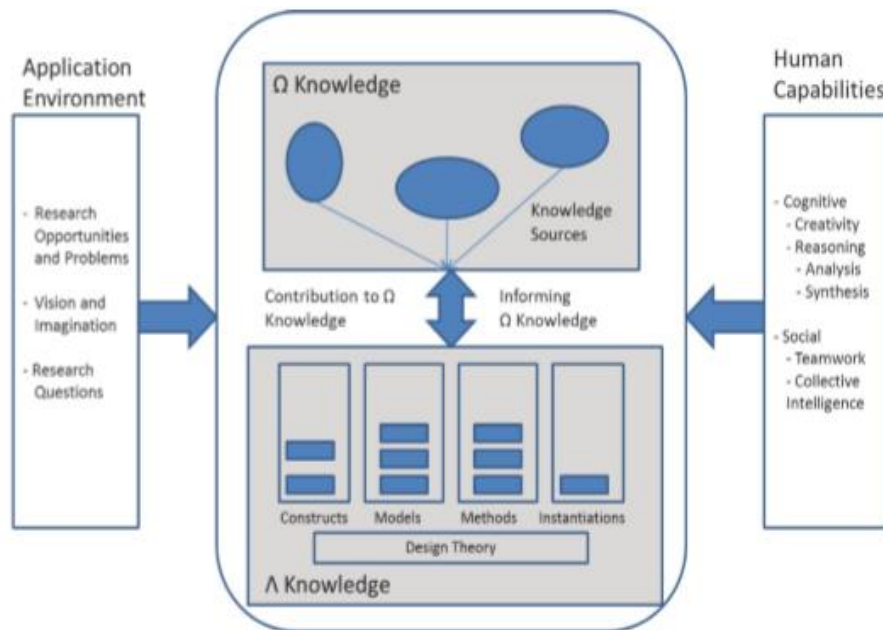 Application
Environment
- Research
Opportunities
and Problems
- Vision and
Imagination
- Research
Questions
Ω Knowledge
Knowledge
Sources
Contribution to Ω
Knowledge
Informing
Ω Knowledge
Constructs
Models
Methods
Instantiations
Design Theory
Λ Knowledge
Human
Capabilities
- Cognitive
- Creativity
- Reasoning
- Analysis
- Synthesis
- Social
- Teamwork
- Collective
Intelligence